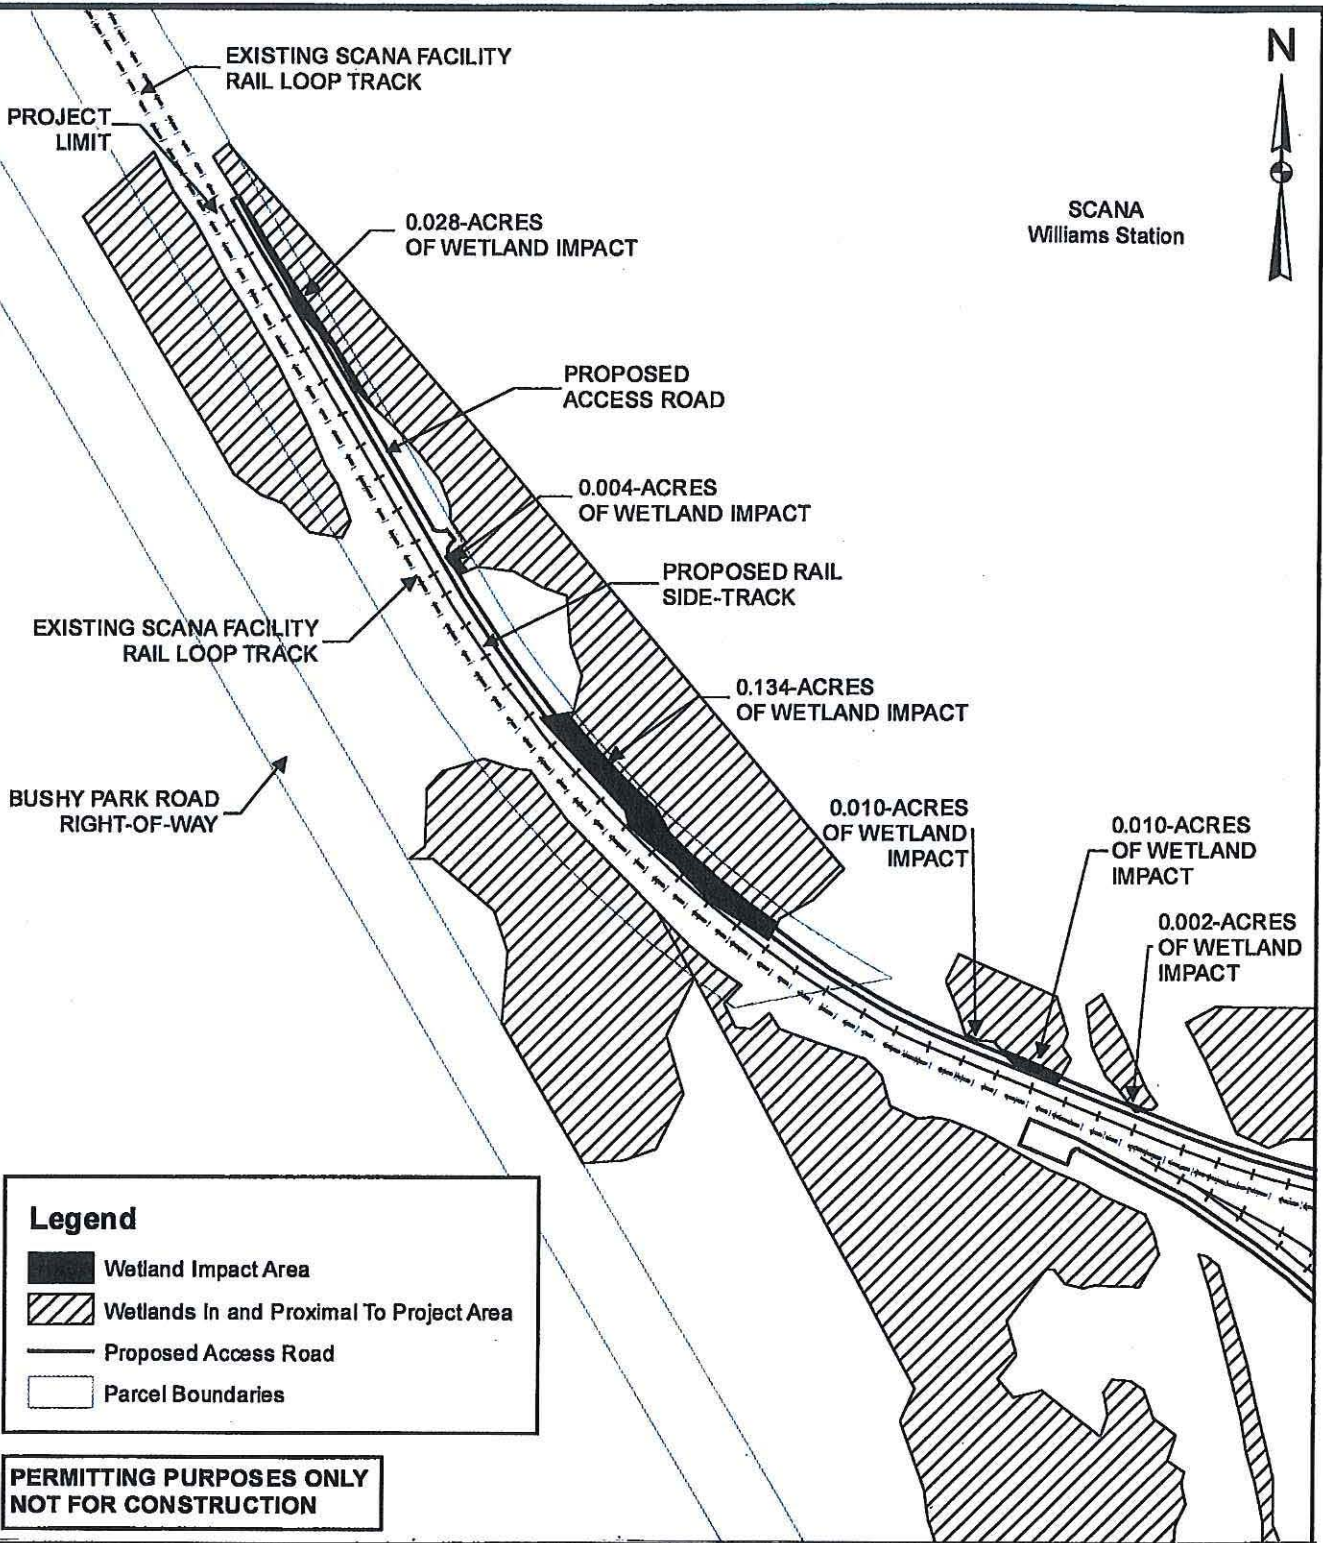 EXISTING SCANA FACILITY
RAIL LOOP TRACK
N
PROJECT
LIMIT
SCANA
Williams Station
0.028-ACRES
OF WETLAND IMPACT
PROPOSED
ACCESS ROAD
0.004-ACRES
OF WETLAND IMPACT
PROPOSED RAIL
SIDE-TRACK
EXISTING SCANA FACILITY
RAIL LOOP TRACK
0.134-ACRES
OF WETLAND IMPACT
BUSHY PARK ROAD
RIGHT-OF-WAY
0.010-ACRES
OF WETLAND
IMPACT
0.010-ACRES
OF WETLAND
IMPACT
0.002-ACRES
OF WETLAND
IMPACT
Legend
Wetland Impact Area
Wetlands In and Proximal To Project Area
Proposed Access Road
Parcel Boundaries
PERMITTING PURPOSES ONLY
NOT FOR CONSTRUCTION